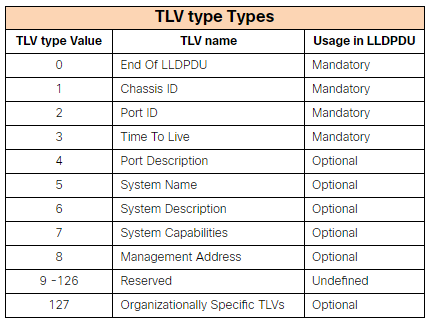 TLV type Types
TLV type Value TLV name Usage in LLDPDU
0 End Of LLDPDU Mandatory
1 Chassis ID Mandatory
2 Port ID Mandatory
3 Time To Live Mandatory
4 Port Description Optional
5 System Name Optional
6 System Description Optional
7 System Capabilities Optional
8 Management Address Optional
9 -126 Reserved Undefined
127 Organizationally Specific TLVs Optional